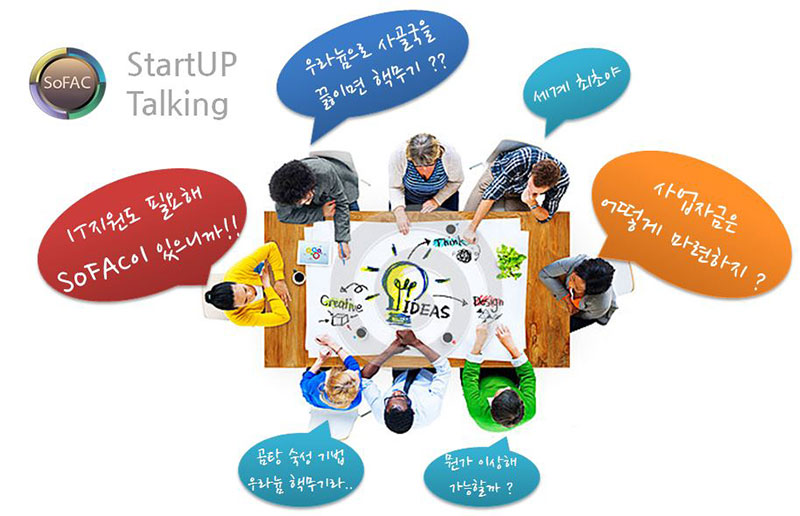 SoFAC
StartUP
Talking
우라늄으로 사골국을
끓이면 핵무기 ??
세계 최초야
IT지원도 필요해
SoFAC이 있으니까!!
사업자금은
어떻게 마련하지 ?
Think
Creative
IDEAS
Design
곰탕 숙성 기법
우라늄 핵무기라..
뭔가 이상해
가능할까 ?